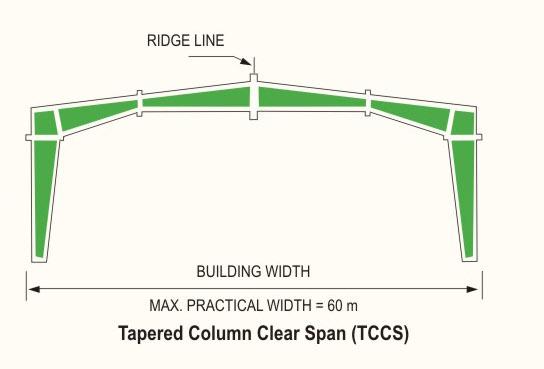 RIDGE LINE
BUILDING WIDTH
MAX. PRACTICAL WIDTH = 60 m
Tapered Column Clear Span (TCCS)